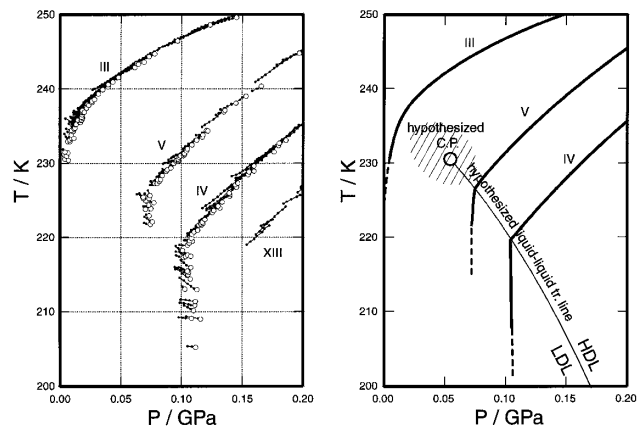 250
240
230
220
210
200
T / K
0.00
0.05
0.10
0.15
0.20
P / GPa
III
V
IV
XIII
250
240
230
220
210
200
T / K
0.00
0.05
0.10
0.15
0.20
P / GPa
III
V
IV
hypothesized
C.P.
hypothesized liquid-liquid tr. line
LDL
HDL